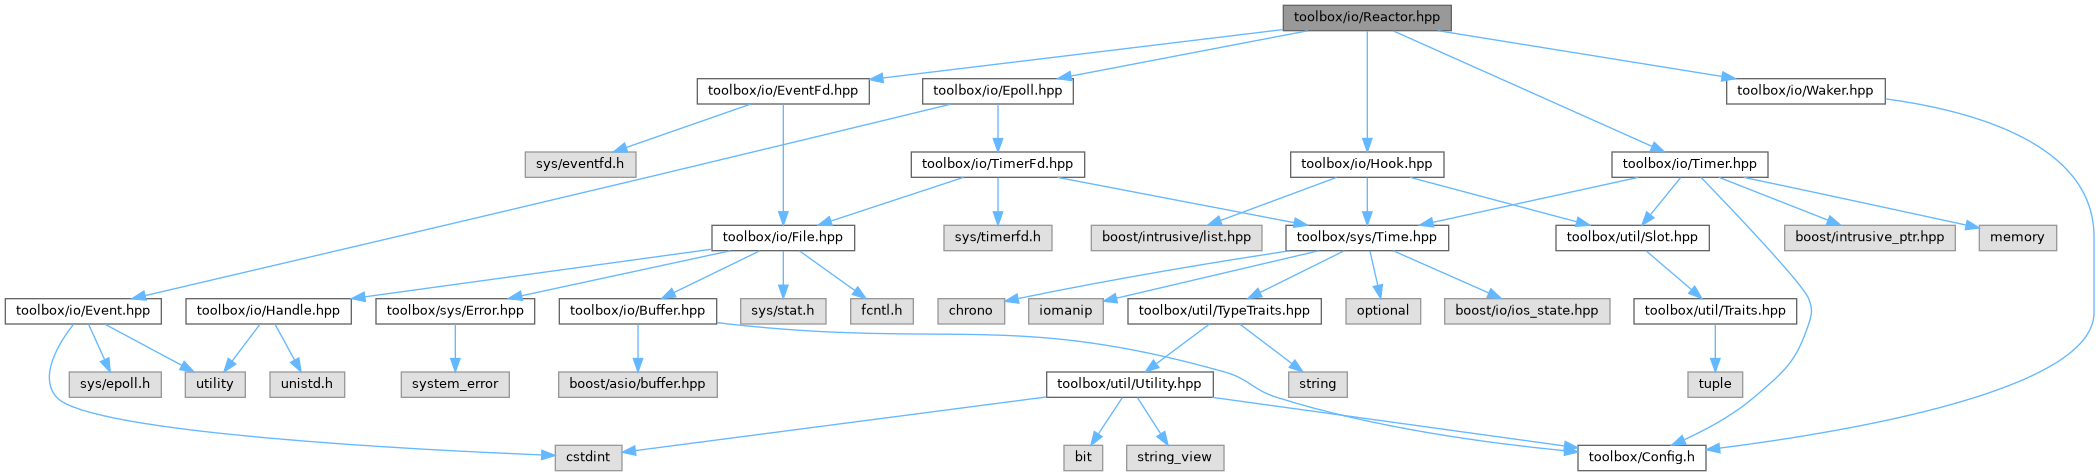 toolbox/io/Reactor.hpp
toolbox/io/EventFd.hpp
toolbox/io/Epoll.hpp
toolbox/io/Waker.hpp
sys/eventfd.h
toolbox/io/TimerFd.hpp
toolbox/io/Hook.hpp
toolbox/io/Timer.hpp
toolbox/io/File.hpp
sys/timerfd.h
boost/intrusive/list.hpp
toolbox/sys/Time.hpp
toolbox/util/Slot.hpp
boost/intrusive_ptr.hpp
memory
toolbox/io/Event.hpp
toolbox/io/Handle.hpp
toolbox/sys/Error.hpp
toolbox/io/Buffer.hpp
sys/stat.h
fcntl.h
chrono
iomanip
toolbox/util/TypeTraits.hpp
optional
boost/io/ios_state.hpp
toolbox/util/Traits.hpp
sys/epoll.h
utility
unistd.h
system_error
boost/asio/buffer.hpp
toolbox/util/Utility.hpp
string
tuple
cstdint
bit
string_view
toolbox/Config.h